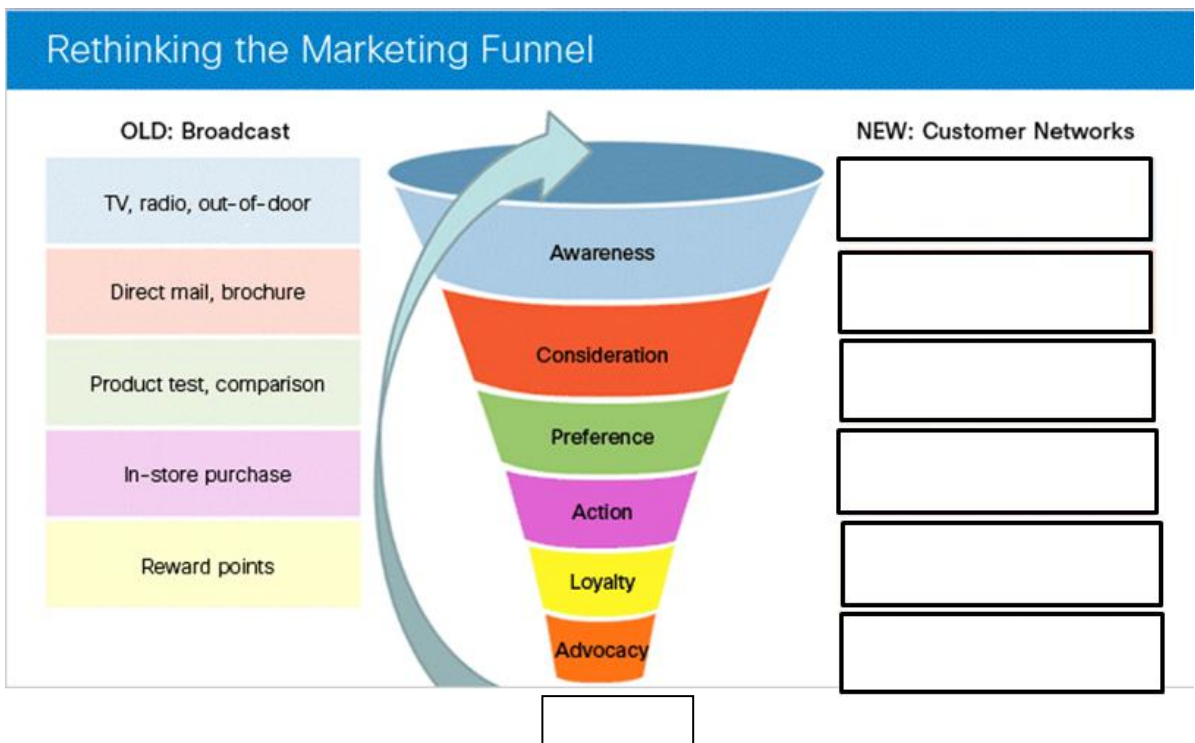 Rethinking the Marketing Funnel
OLD: Broadcast
TV, radio, out-of-door
Direct mail, brochure
Product test, comparison
In-store purchase
Reward points
Awareness
Consideration
Preference
Action
Loyalty
Advocacy
NEW: Customer Networks